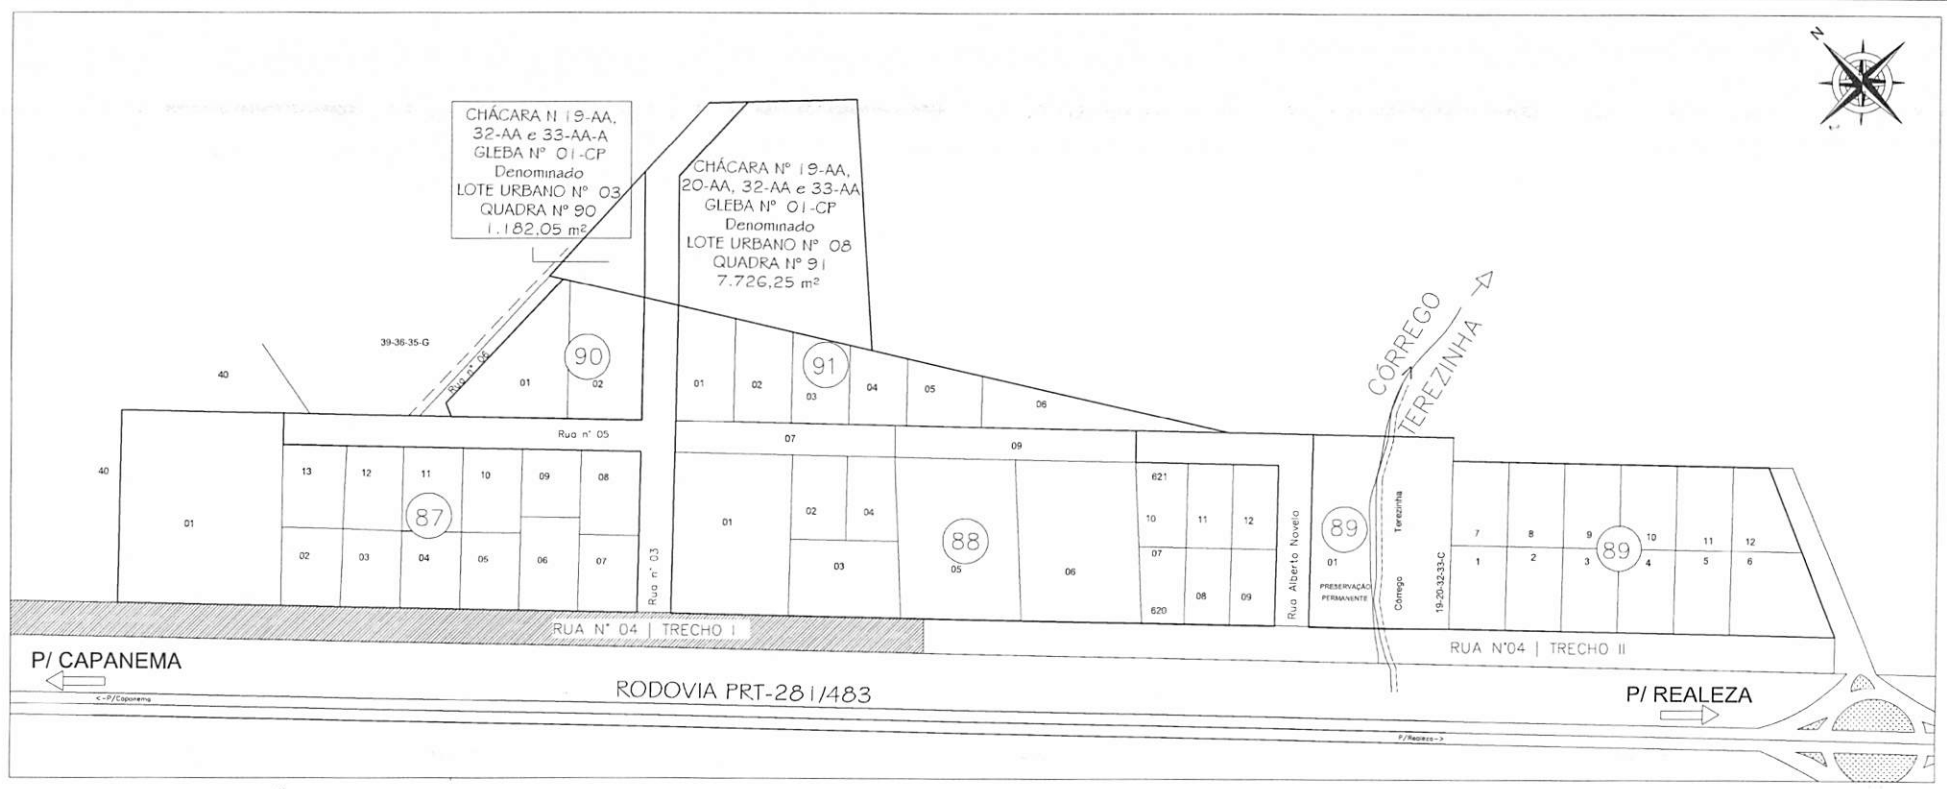 N
CHÁCARA N 19-AA,
32-AA e 33-AA-A
GLEBA Nº 01-CP
Denominado
LOTE URBANO Nº 03
QUADRA Nº 90
1.182,05 m²
CHÁCARA Nº 19-AA,
20-AA, 32-AA e 33-AA
GLEBA Nº 01-CP
Denominado
LOTE URBANO Nº 08
QUADRA Nº 91
7.726,25 m²
CÓRREGO
TEREZINHA
39-36-35-G
40
40
Rua n° 06
90
01
02
91
01
02
03
04
05
06
Rua n° 05
07
09
01
13
12
11
10
09
08
87
02
03
04
05
06
07
Rua n° 03
01
02
04
03
88
05
06
621
10
11
12
07
08
09
620
Rua Alberto Novelo
89
01
PRESERVAÇÃO
PERMANENTE
Córrego Terezinha
19-20-32-33-C
7
8
9
10
11
12
89
1
2
3
4
5
6
RUA N° 04 | TRECHO I
RUA N°04 | TRECHO II
P/ CAPANEMA
<-P/Capanema
RODOVIA PRT-281/483
P/ REALEZA
P/Realeza->